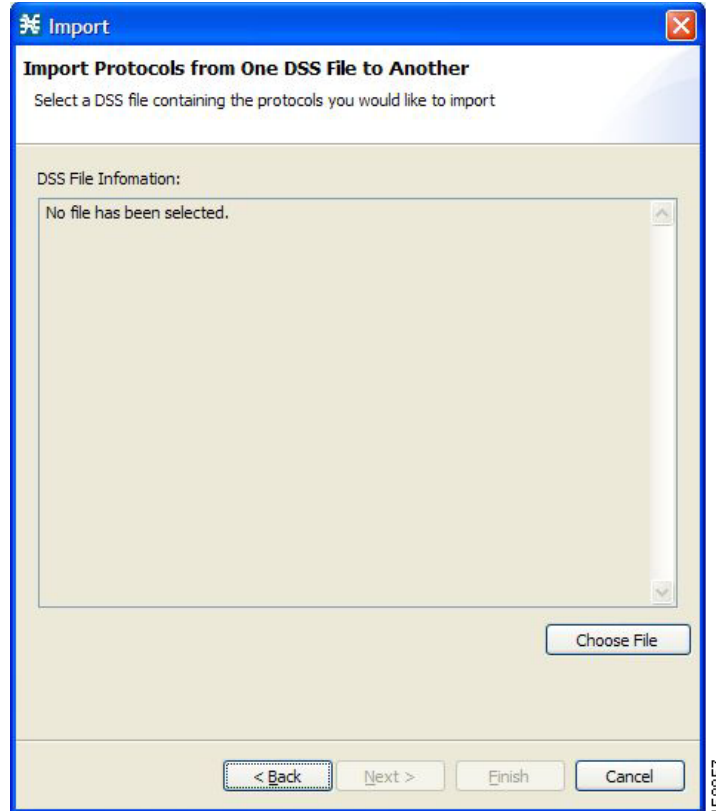 Import
Import Protocols from One DSS File to Another
Select a DSS file containing the protocols you would like to import
DSS File Infomation:
No file has been selected.
Choose File
< Back
Next >
Finish
Cancel